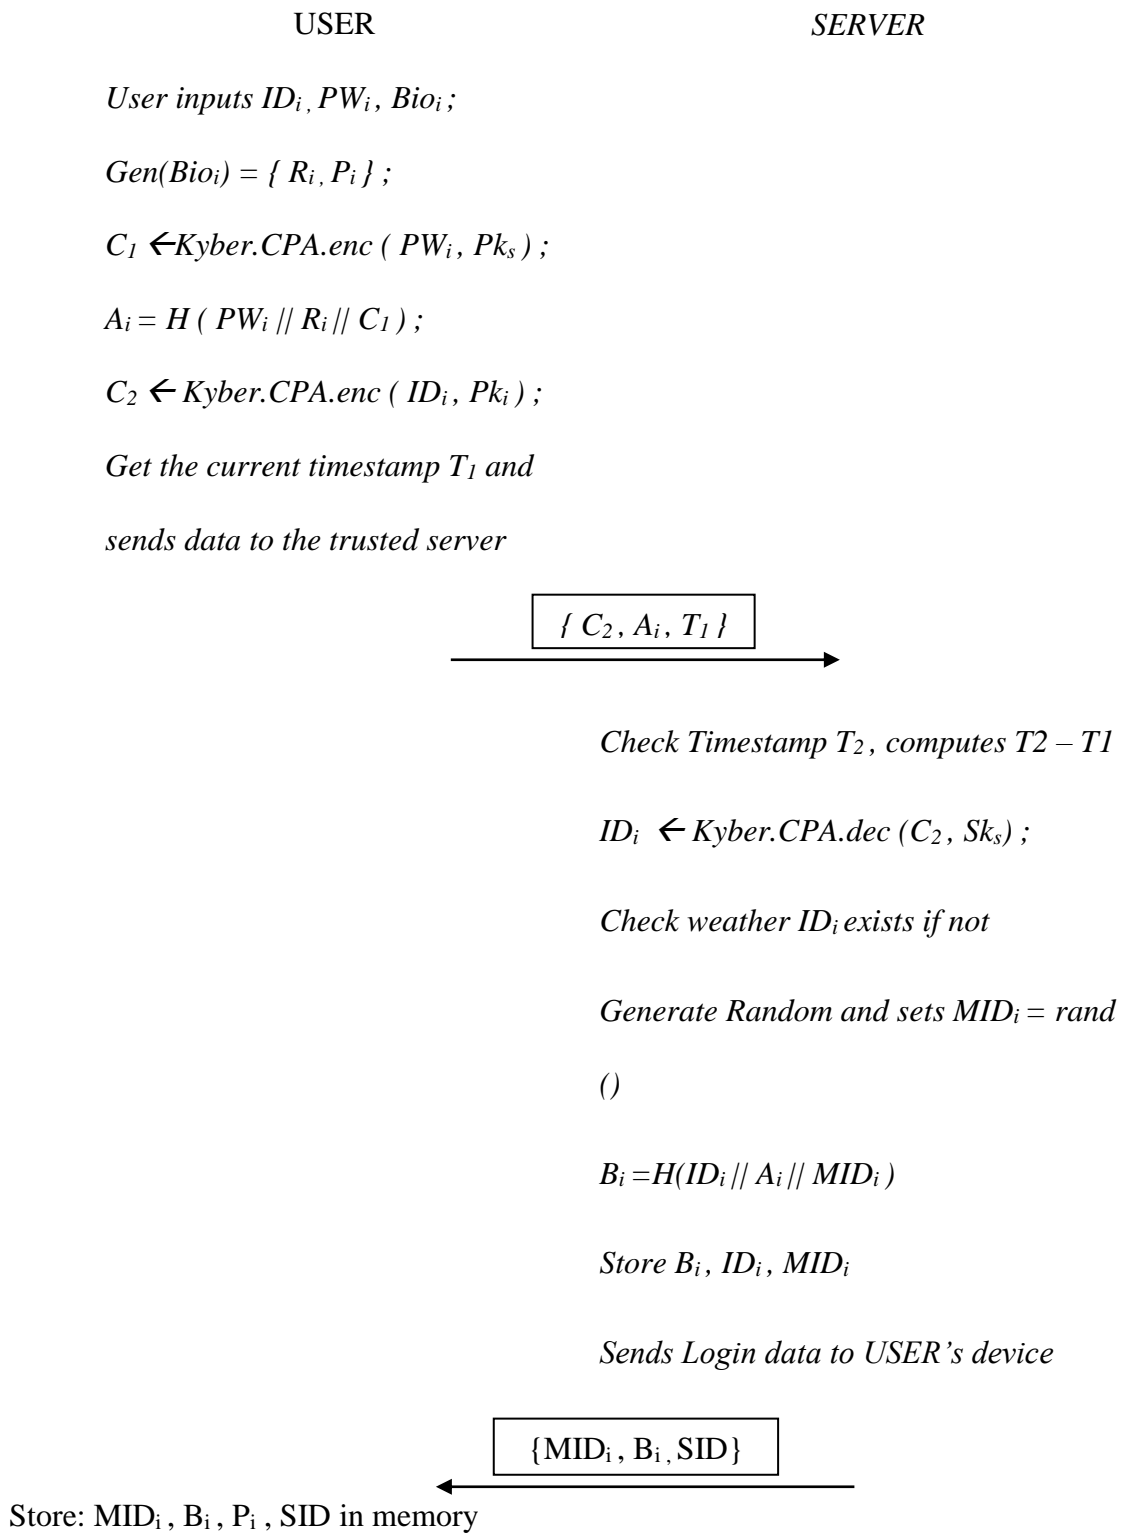 USER SERVER
User inputs IDi , PWi , Bioi ;
Gen(Bioi) = { Ri , Pi } ;
C1 ←Kyber.CPA.enc ( PWi , Pks ) ;
Ai = H ( PWi || Ri || C1 ) ;
C2 ← Kyber.CPA.enc ( IDi , Pki ) ;
Get the current timestamp T1 and
sends data to the trusted server
{ C2 , Ai , T1 }
Check Timestamp T2 , computes T2 – T1
IDi ← Kyber.CPA.dec (C2 , Sks) ;
Check weather IDi exists if not
Generate Random and sets MIDi = rand
()
Bi =H(IDi || Ai || MIDi )
Store Bi , IDi , MIDi
Sends Login data to USER’s device
{MIDi , Bi , SID}
Store: MIDi , Bi , Pi , SID in memory